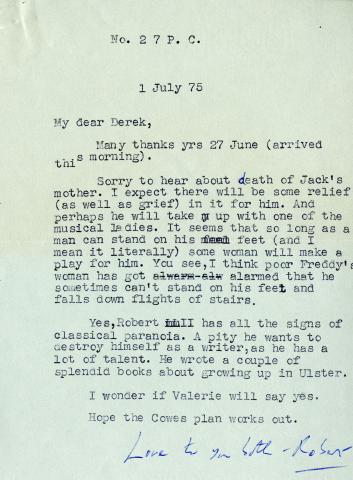 No. 2 7 P. C.
1 July 75
My dear Derek,
Many thanks yrs 27 June (arrived
this morning).
Sorry to hear about death of Jack's
mother. I expect there will be some relief
(as well as grief) in it for him. And
perhaps he will take up with one of the
musical ladies. It seems that so long as a
man can stand on his feet (and I
mean it literally) some woman will make a
play for him. You see,I think poor Freddy's
woman has got alarmed that he
sometimes can't stand on his feet and
falls down flights of stairs.
Yes,Robert II has all the signs of
classical paranoia. A pity he wants to
destroy himself as a writer,as he has a
lot of talent. He wrote a couple of
splendid books about growing up in Ulster.
I wonder if Valerie will say yes.
Hope the Cowes plan works out.
Love to you both - Robert